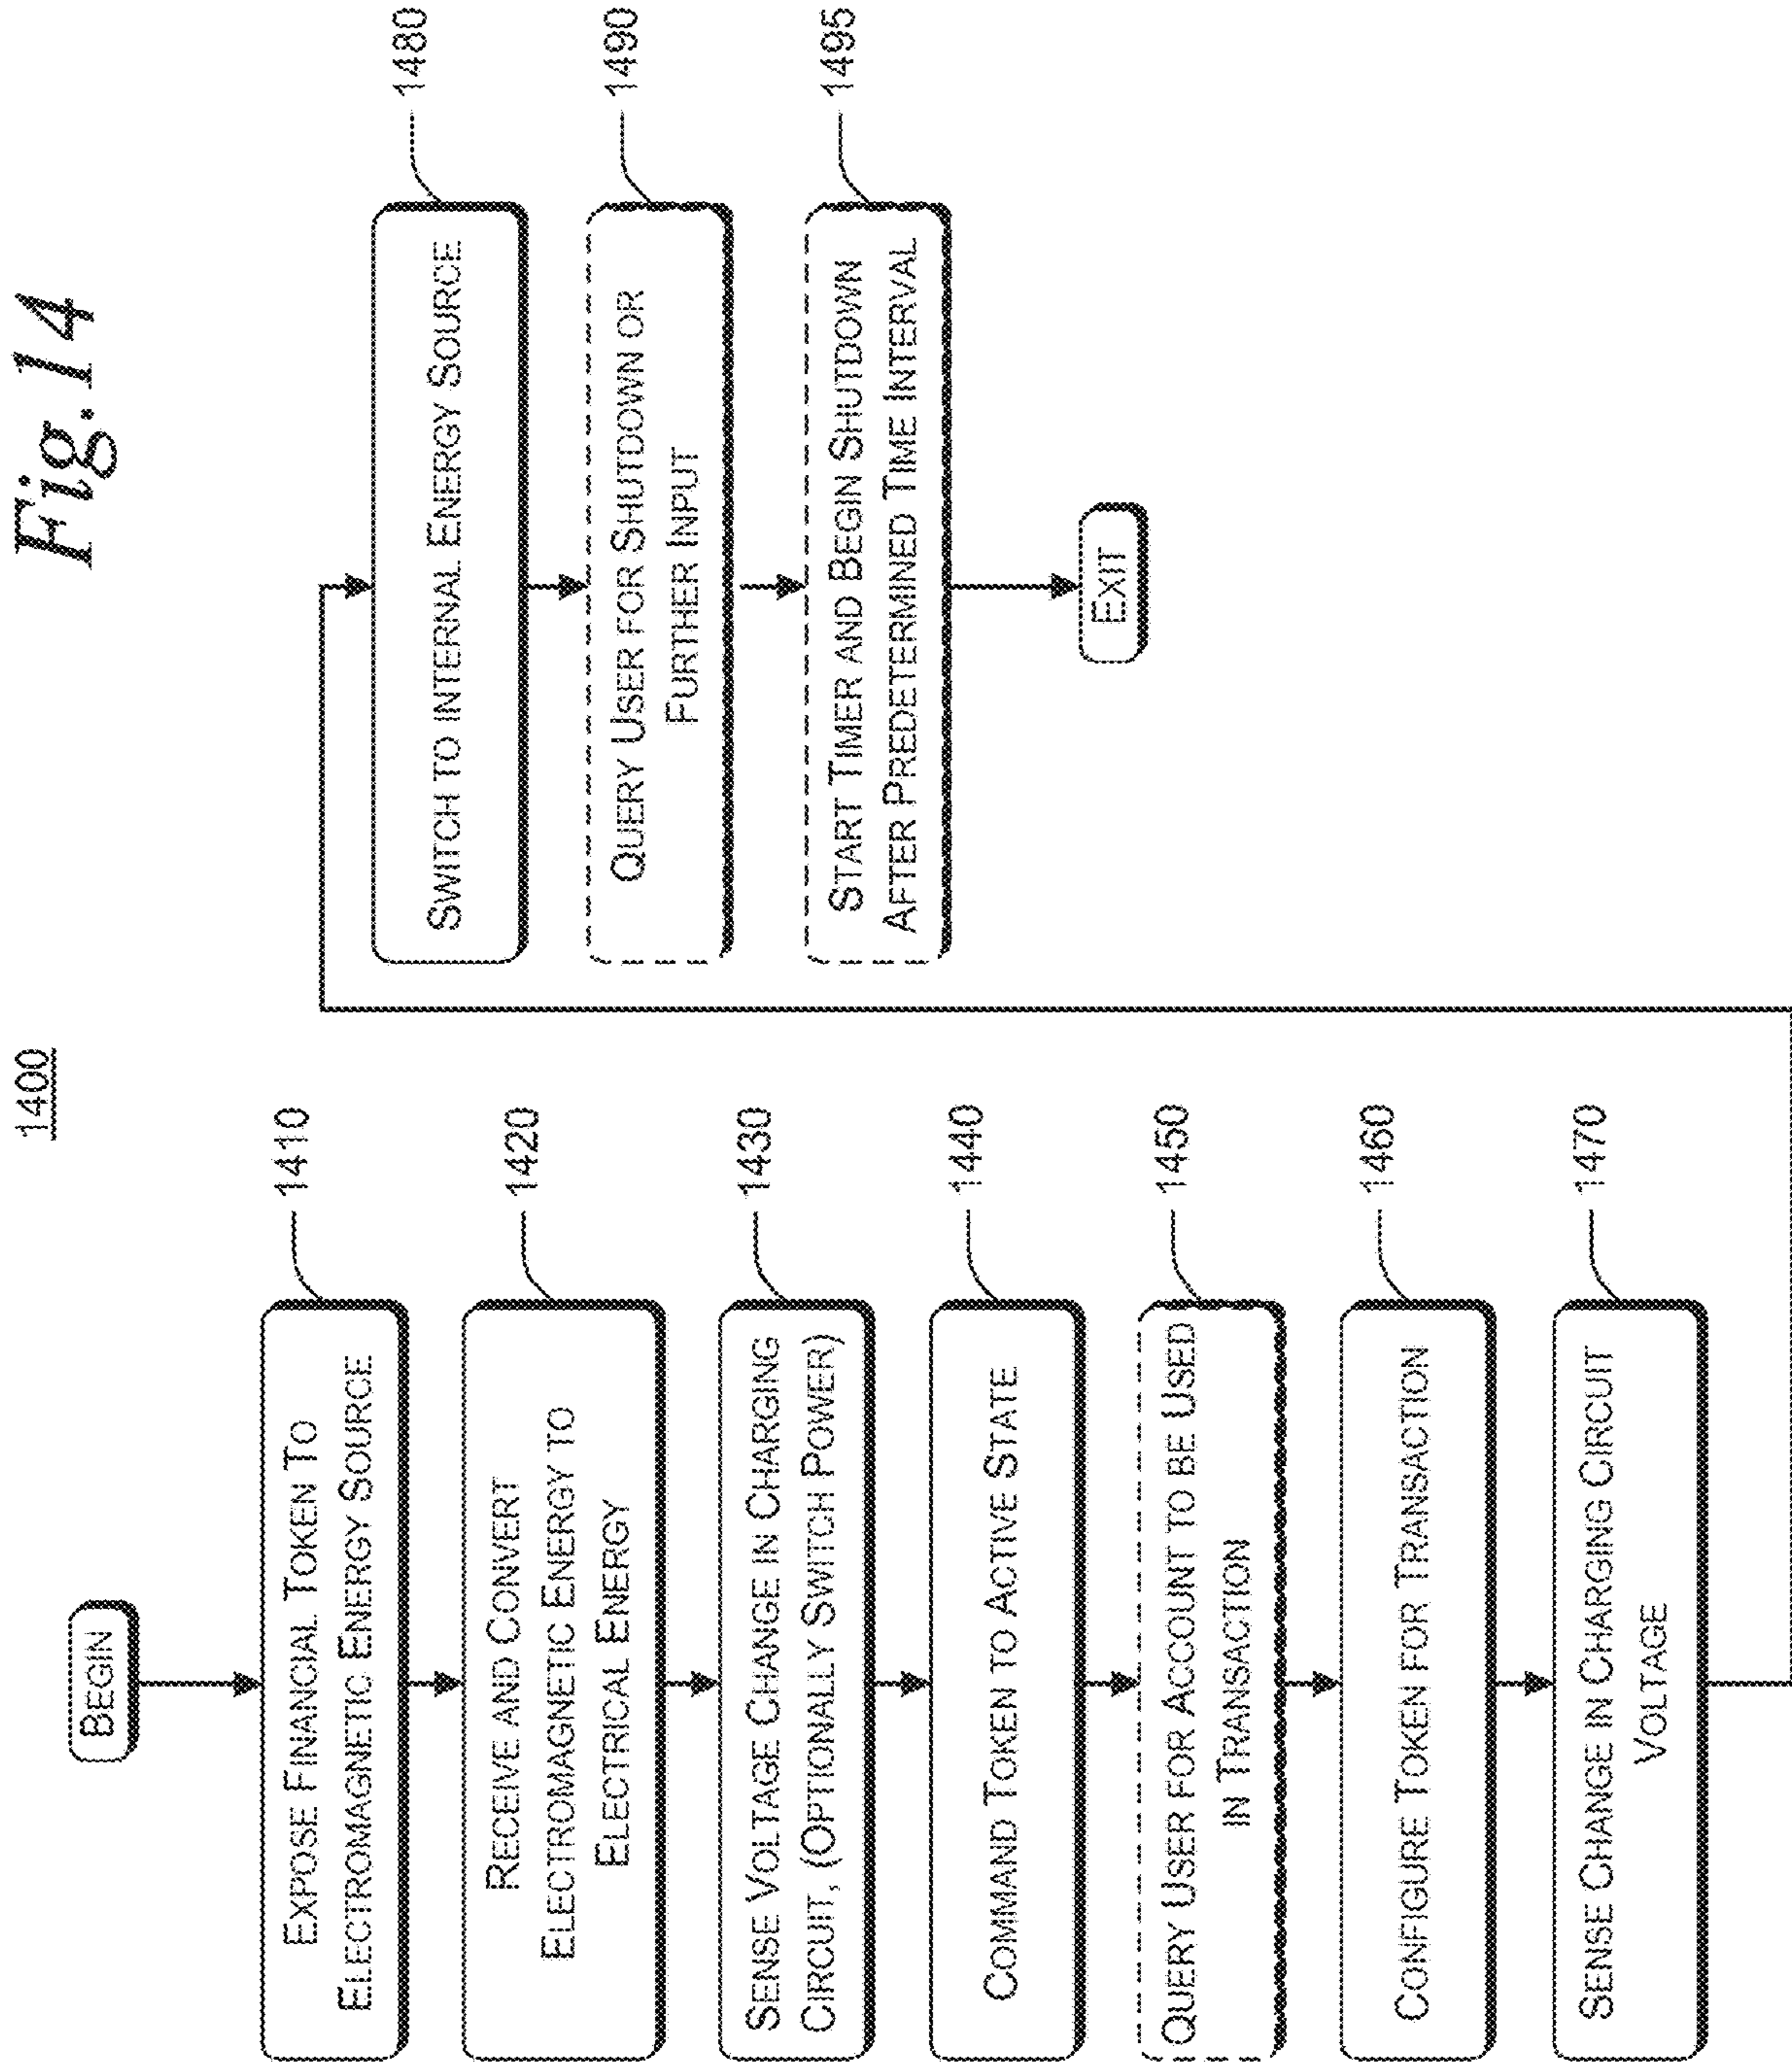 Fig.14
1400
BEGIN
EXPOSE FINANCIAL TOKEN TO
ELECTROMAGNETIC ENERGY SOURCE
1410
RECEIVE AND CONVERT
ELECTROMAGNETIC ENERGY TO
ELECTRICAL ENERGY
1420
SENSE VOLTAGE CHANGE IN CHARGING
CIRCUIT, (OPTIONALLY SWITCH POWER)
1430
COMMAND TOKEN TO ACTIVE STATE
1440
QUERY USER FOR ACCOUNT TO BE USED
IN TRANSACTION
1450
CONFIGURE TOKEN FOR TRANSACTION
1460
SENSE CHANGE IN CHARGING CIRCUIT
VOLTAGE
1470
SWITCH TO INTERNAL ENERGY SOURCE
1480
QUERY USER FOR SHUTDOWN OR
FURTHER INPUT
1490
START TIMER AND BEGIN SHUTDOWN
AFTER PREDETERMINED TIME INTERVAL
1495
EXIT